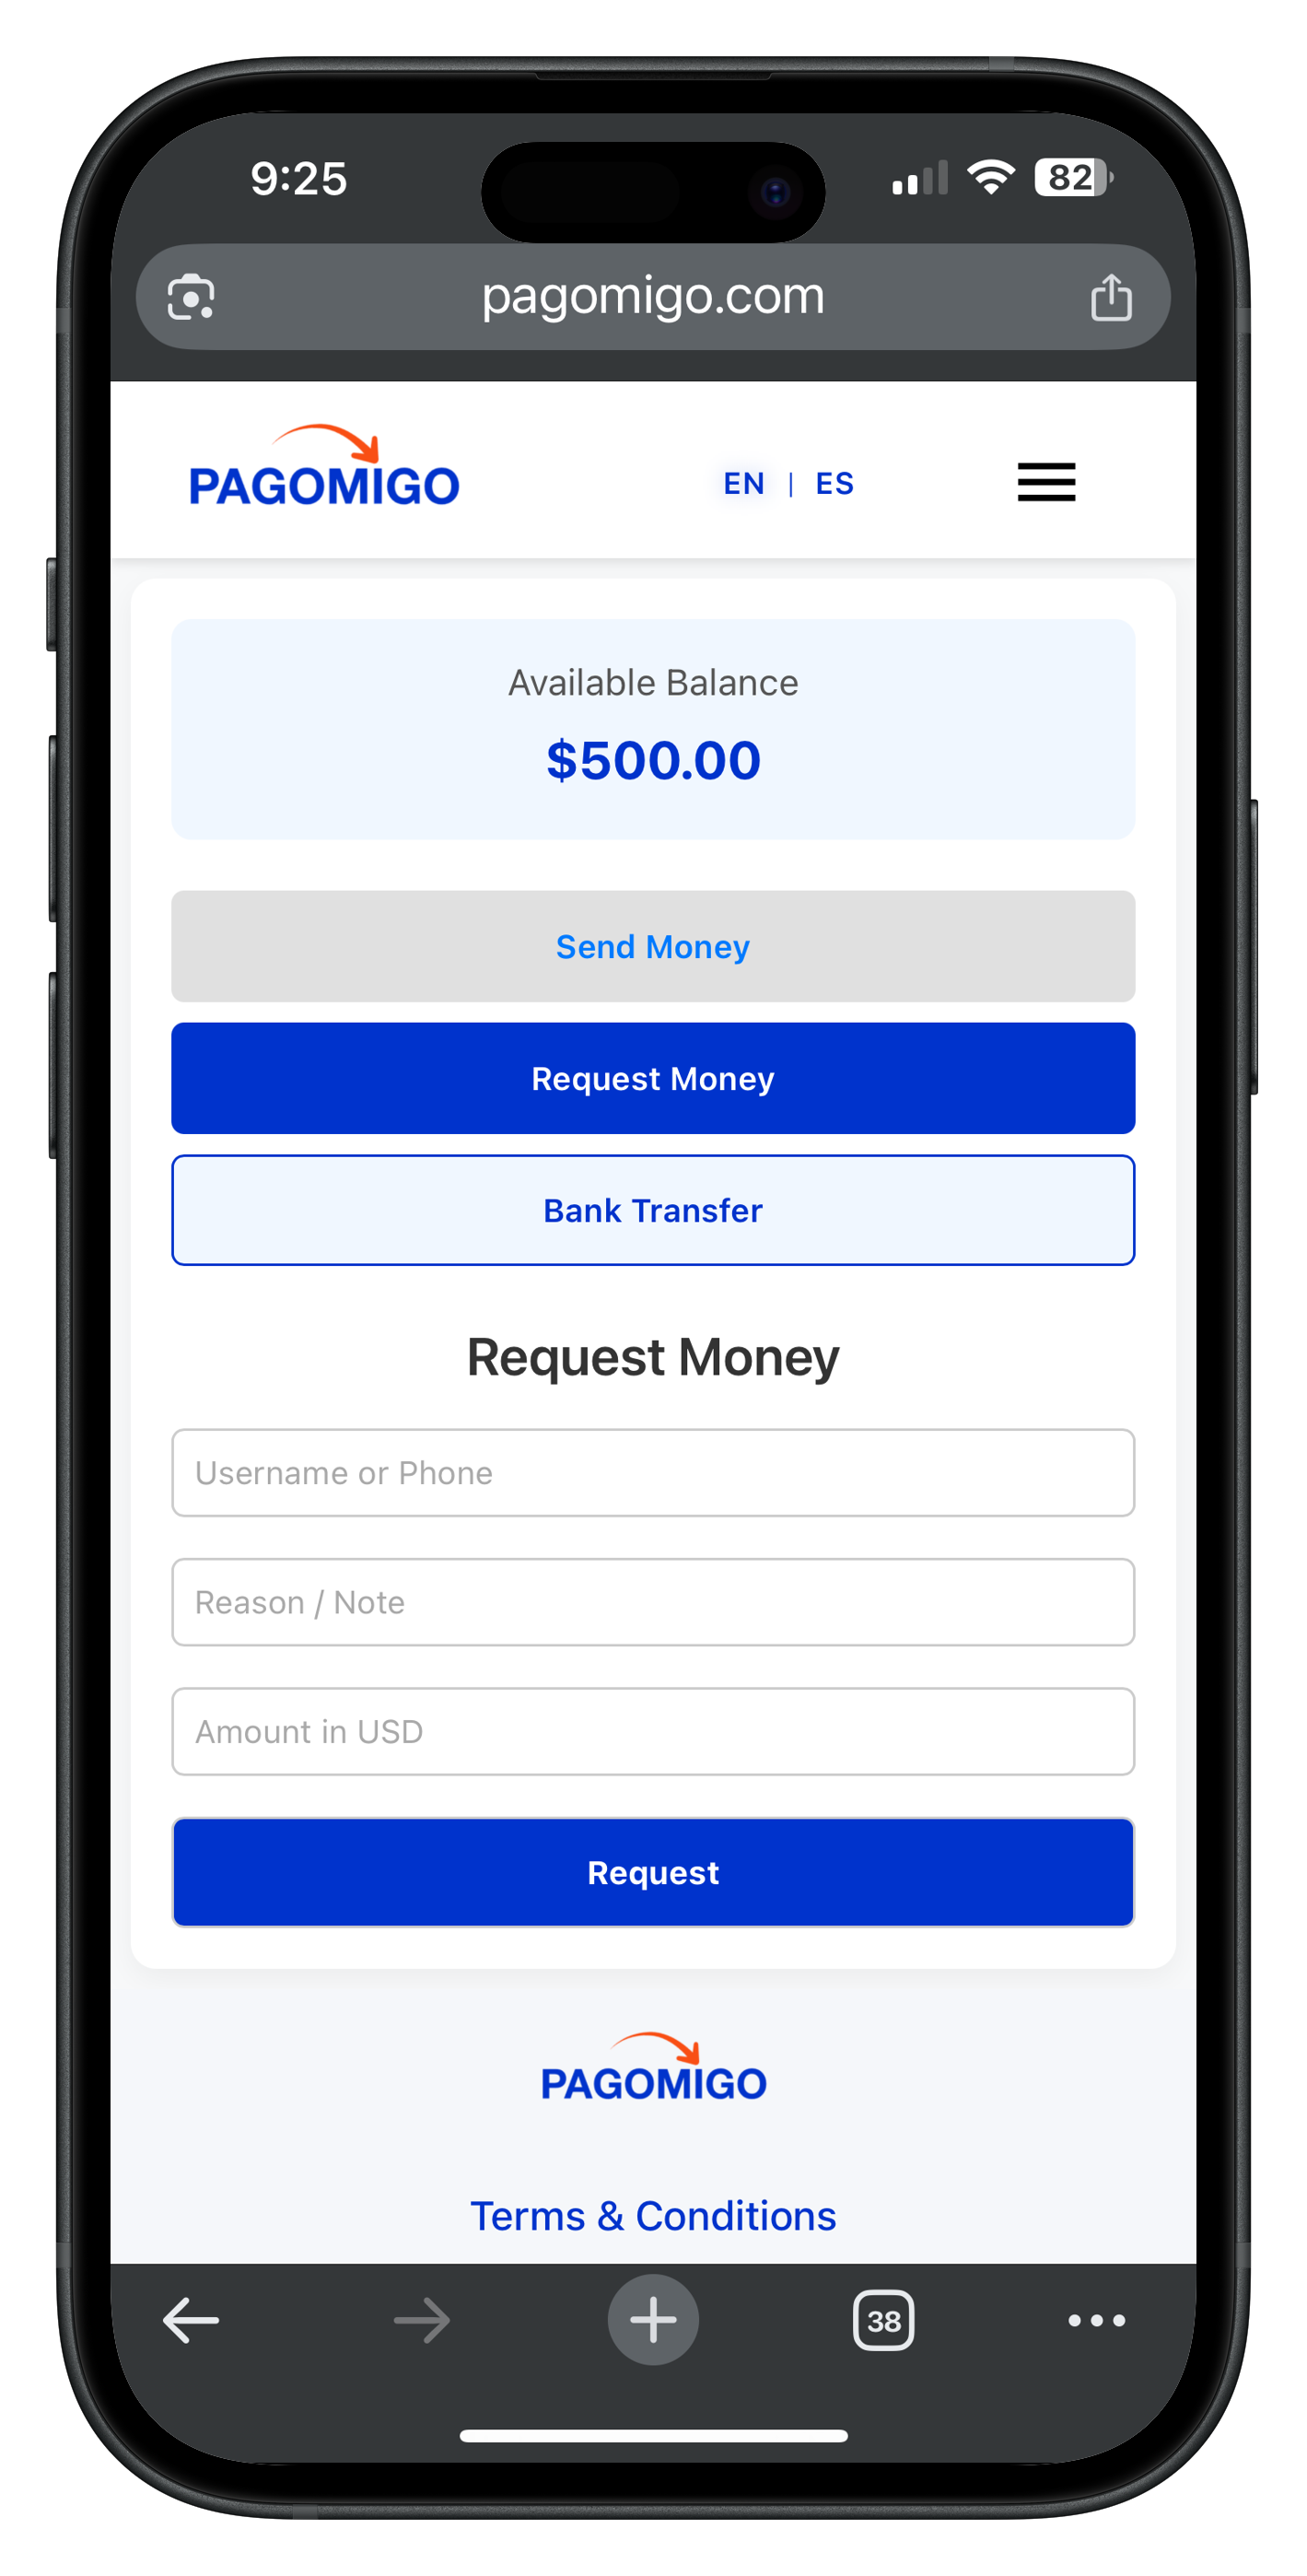 9:25
82
pagomigo.com
PAGOMIGO
EN | ES
Available Balance
$500.00
Send Money
Request Money
Bank Transfer
Request Money
Username or Phone
Reason / Note
Amount in USD
Request
PAGOMIGO
Terms & Conditions
38